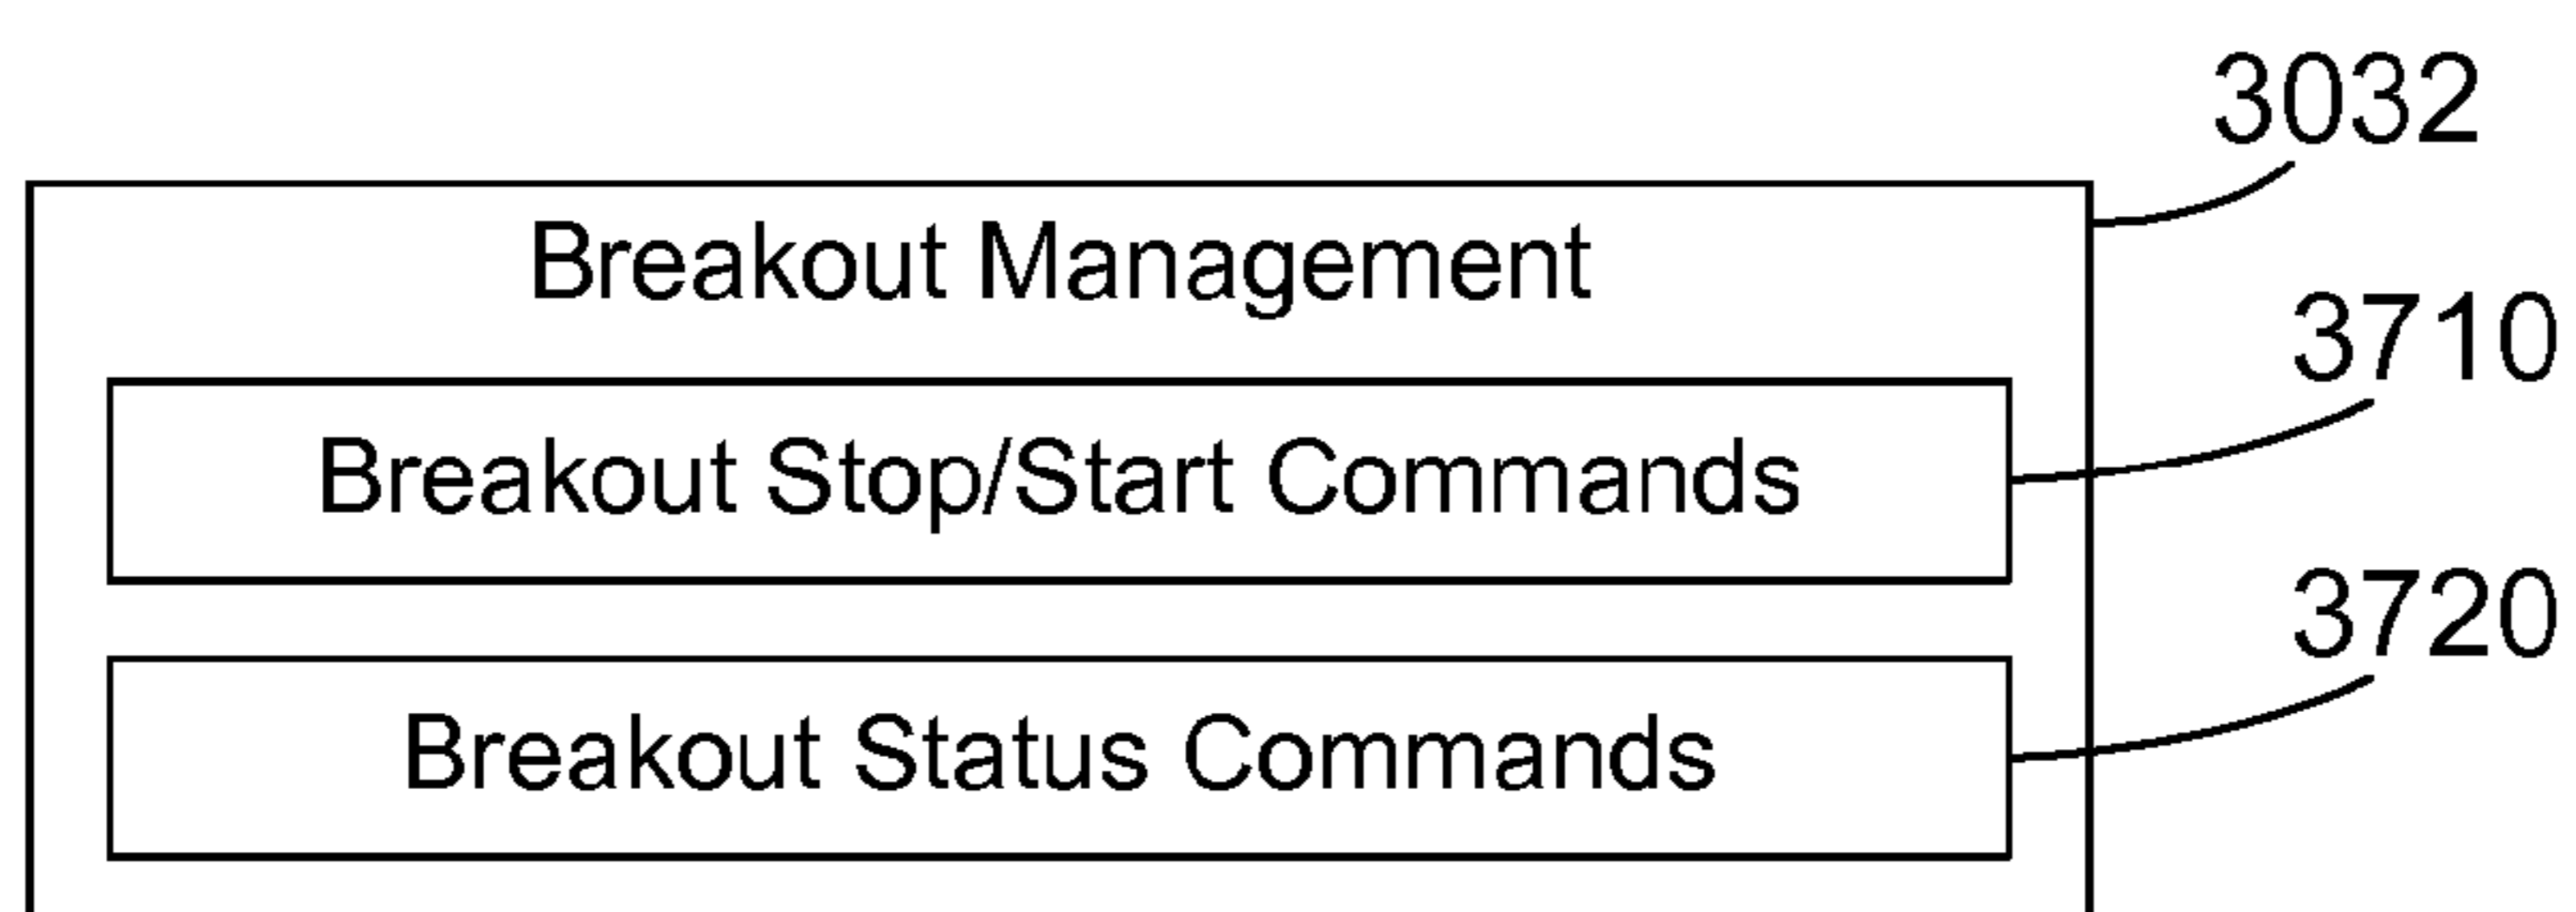 3032
Breakout Management
3710
Breakout Stop/Start Commands
3720
Breakout Status Commands